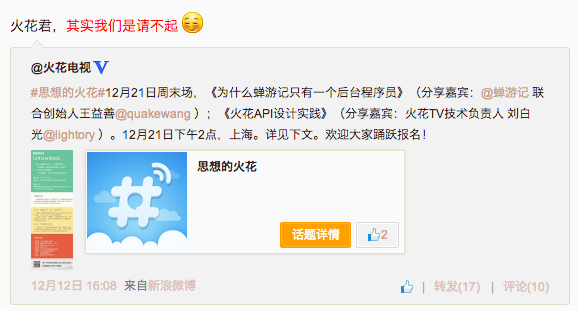 火花君，其实我们是请不起
@火花电视
#思想的火花#12月21日周末场，《为什么蝉游记只有一个后台程序员》（分享嘉宾：@蝉游记 联
合创始人王益善@quakewang ）；《火花API设计实践》（分享嘉宾：火花TV技术负责人 刘白
光@lightory ）。12月21日下午2点，上海。详见下文。欢迎大家踊跃报名！
思想的火花
话题详情 2
12月12日 16:08 来自新浪微博 | 转发(17) | 评论(10)